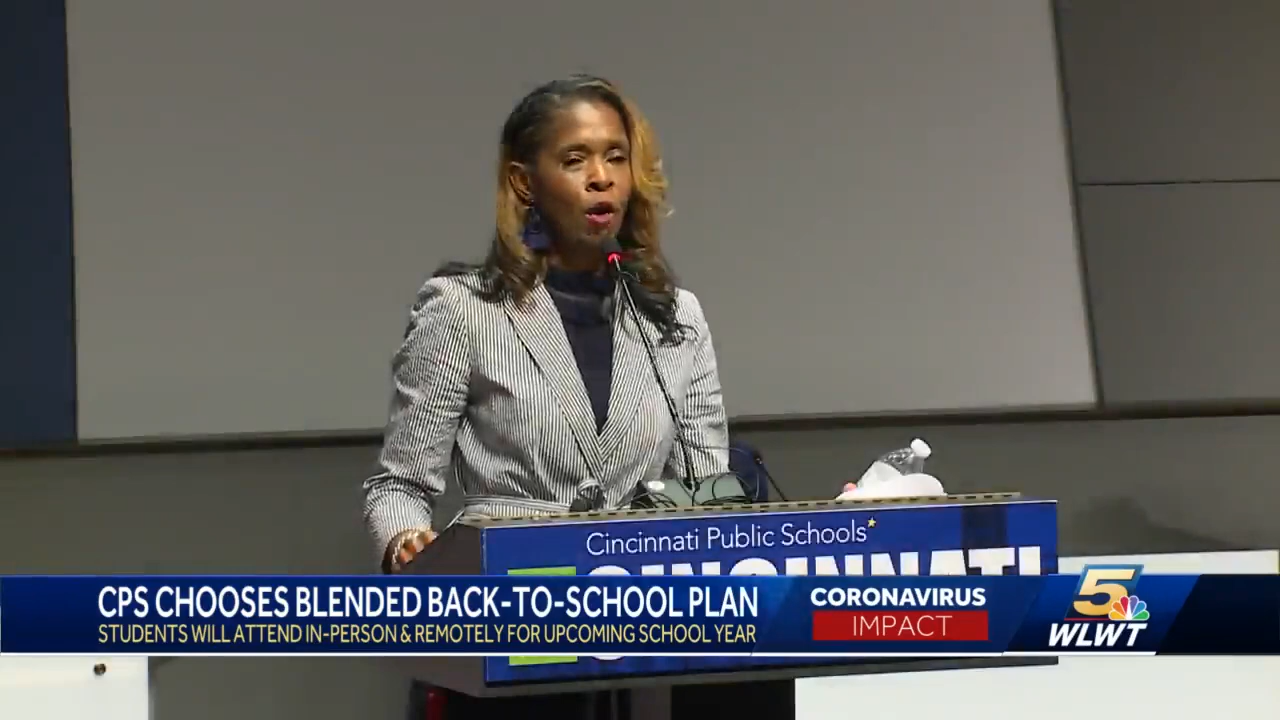 Cincinnati Public Schools
CINCINNATI
CPS CHOOSES BLENDED BACK-TO-SCHOOL PLAN
STUDENTS WILL ATTEND IN-PERSON & REMOTELY FOR UPCOMING SCHOOL YEAR
CORONAVIRUS
IMPACT
5
WLWT